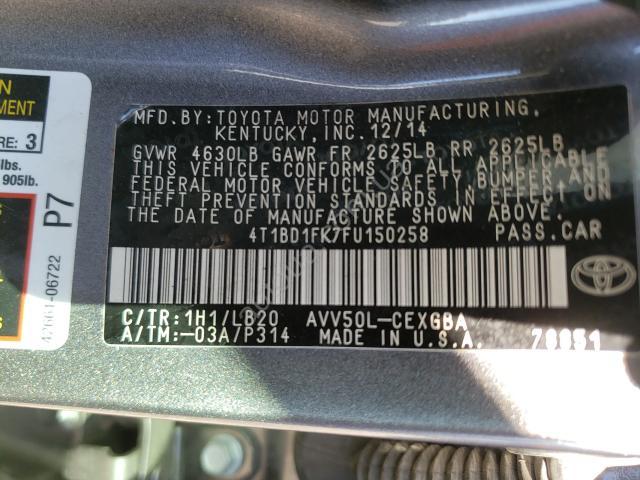 MFD.BY:TOYOTA MOTOR MANUFACTURING,
KENTUCKY, INC. 12/14
GVWR 4630LB GAWR FR 2625LB RR 2625LB
THIS VEHICLE CONFORMS TO ALL APPLICABLE
FEDERAL MOTOR VEHICLE SAFETY, BUMPER AND
THEFT PREVENTION STANDARDS IN EFFECT ON
THE DATE OF MANUFACTURE SHOWN ABOVE.
4T1BD1FK7FU150258 PASS.CAR
C/TR:1H1/LB20 AVV50L-CEXGBA
A/TM:-03A/P314 MADE IN U.S.A.
TOYOTA
P7
42661-06722
3
lbs.
905lb.